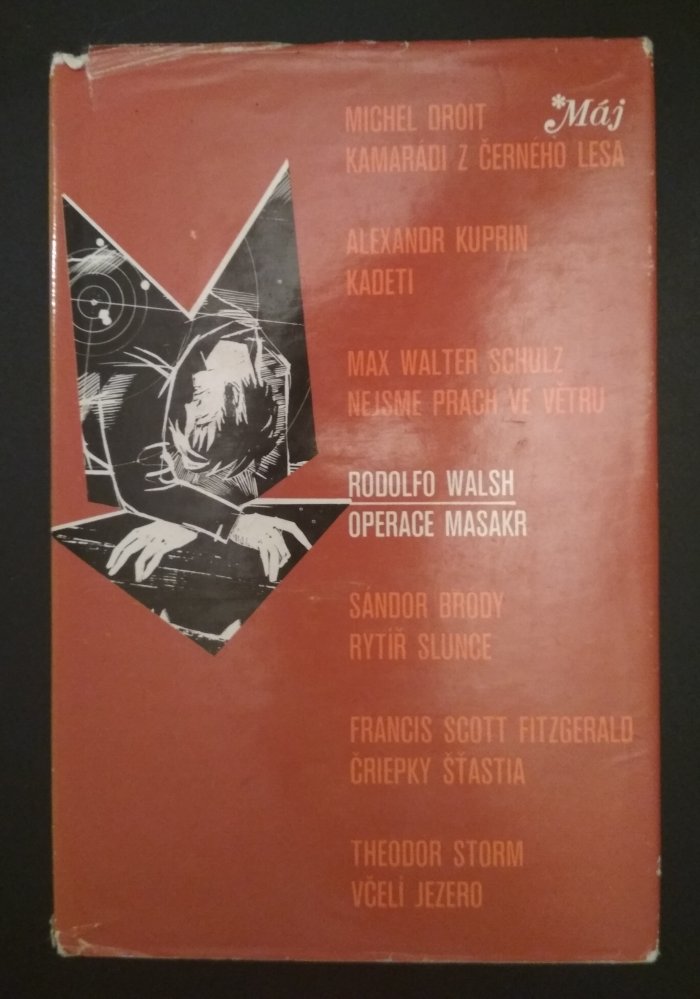 MICHEL DROIT
*Máj
KAMARÁDI Z ČERNÉHO LESA
ALEXANDR KUPRIN
KADETI
MAX WALTER SCHULZ
NEJSME PRACH VE VĚTRU
RODOLFO WALSH
OPERACE MASAKR
SÁNDOR BRÓDY
RYTÍŘ SLUNCE
FRANCIS SCOTT FITZGERALD
ČRIEPKY ŠŤASTIA
THEODOR STORM
VČELÍ JEZERO